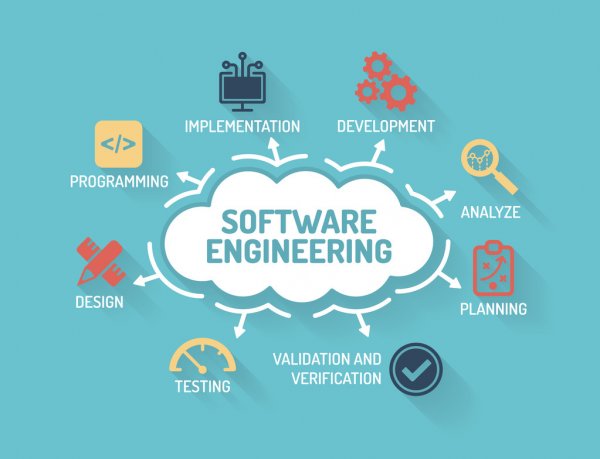 IMPLEMENTATION
DEVELOPMENT
</>
PROGRAMMING
ANALYZE
SOFTWARE
ENGINEERING
DESIGN
PLANNING
TESTING
VALIDATION AND
VERIFICATION